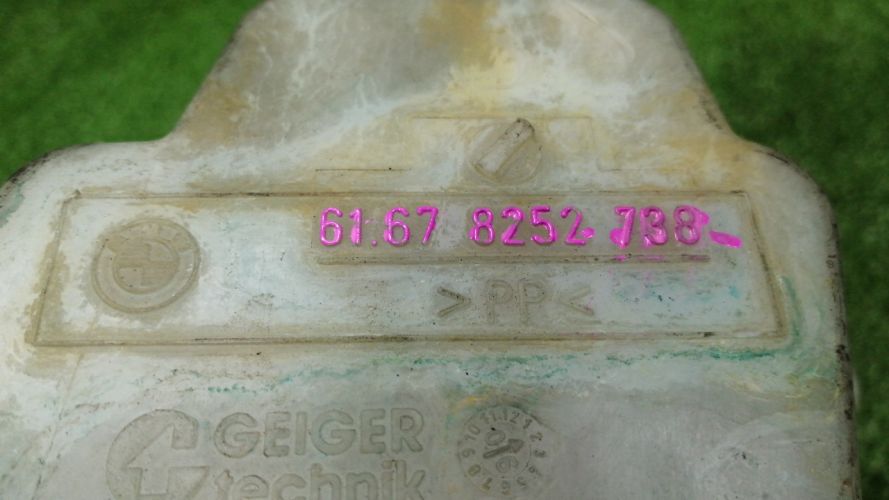 61.67 8252 738
>PP<
GEIGER
technik